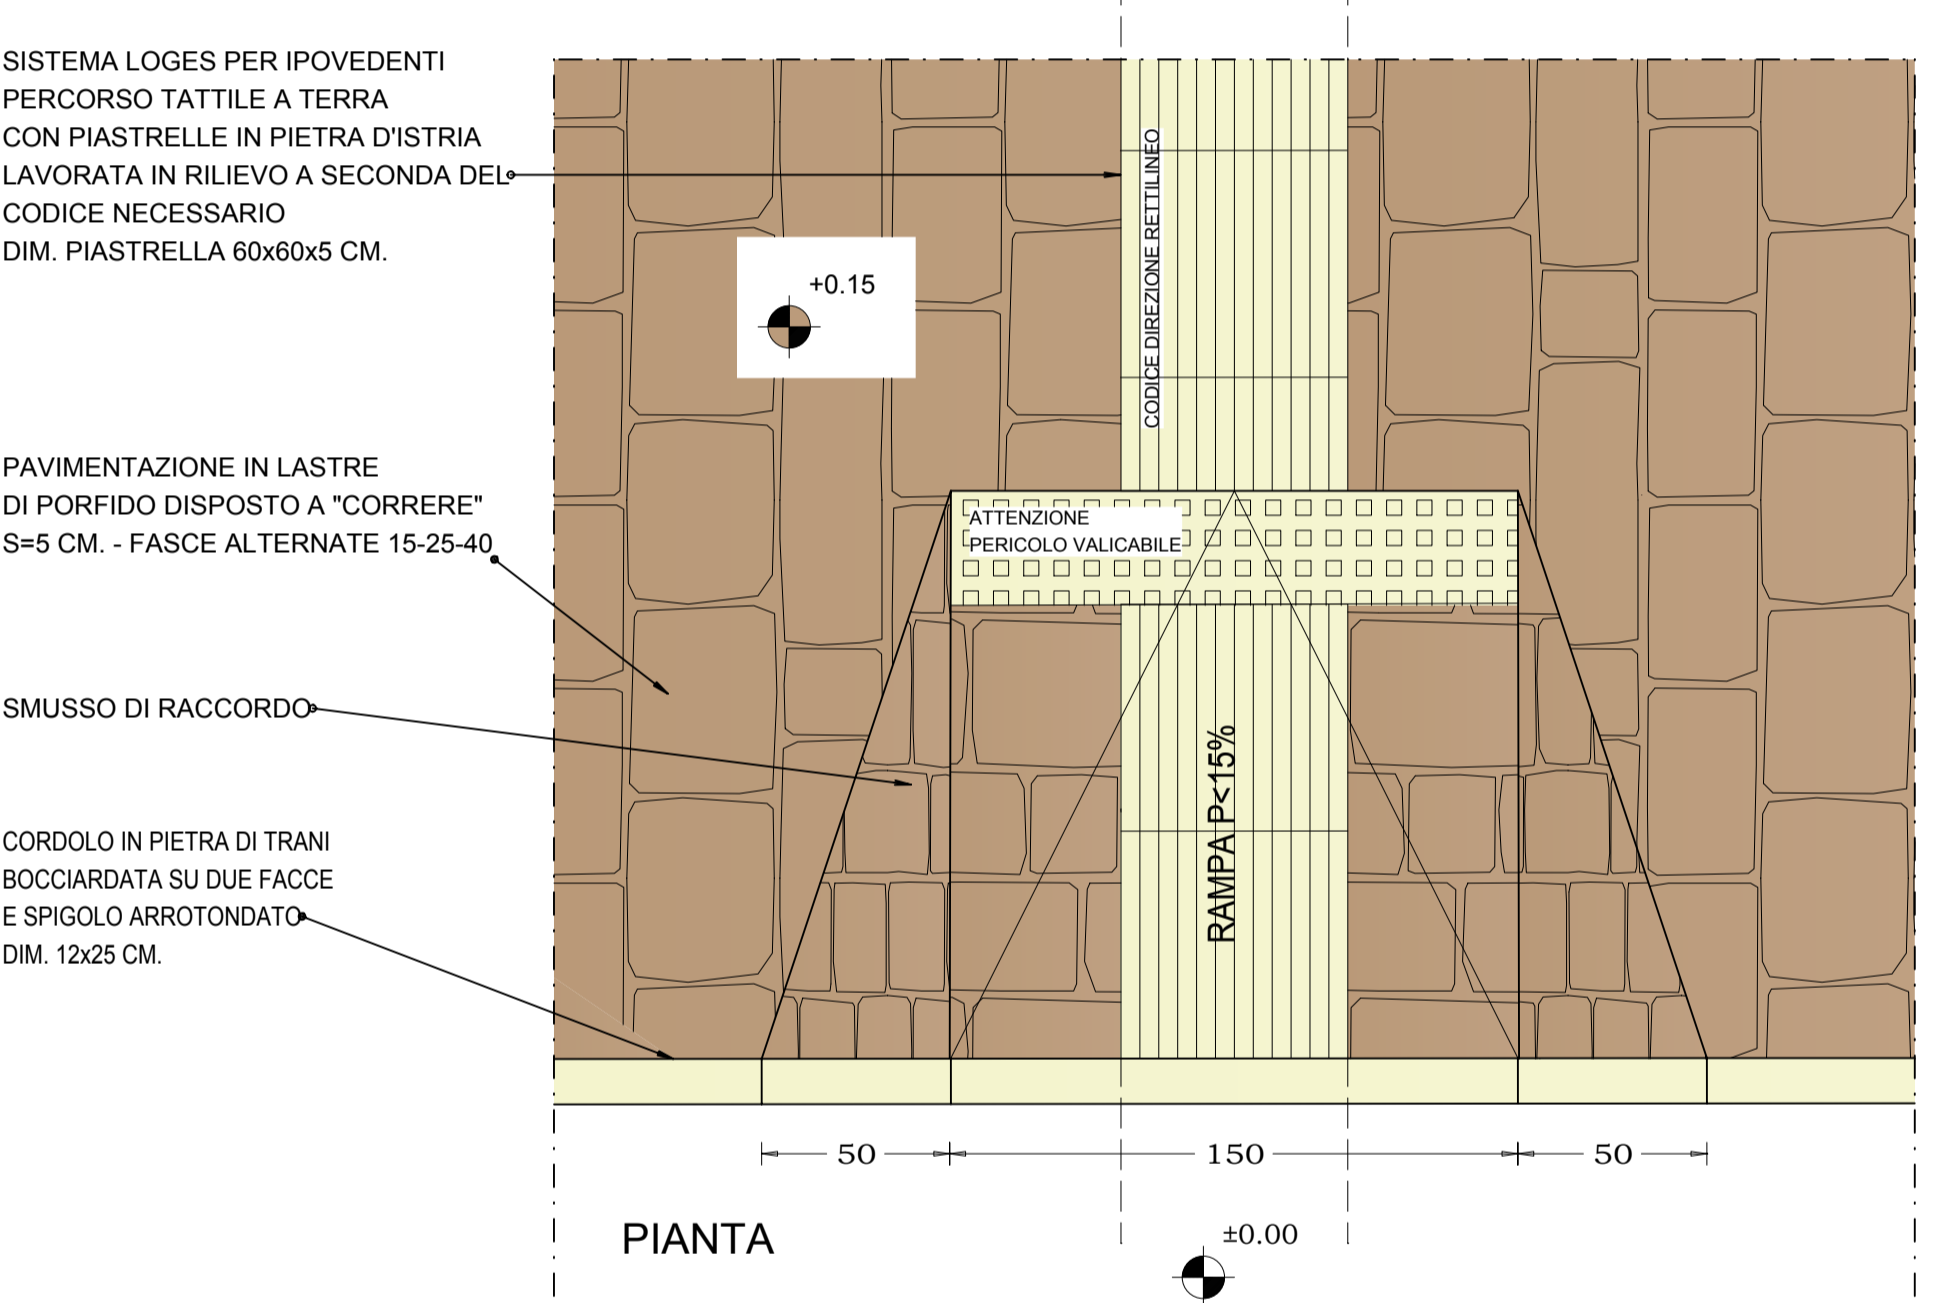 SISTEMA LOGES PER IPOVEDENTI
PERCORSO TATTILE A TERRA
CON PIASTRELLE IN PIETRA D'ISTRIA
LAVORATA IN RILIEVO A SECONDA DEL
CODICE NECESSARIO
DIM. PIASTRELLA 60x60x5 CM.
+0.15
CODICE DIREZIONE RETTILINEO
PAVIMENTAZIONE IN LASTRE
DI PORFIDO DISPOSTO A "CORRERE"
S=5 CM. - FASCE ALTERNATE 15-25-40
ATTENZIONE
PERICOLO VALICABILE
SMUSSO DI RACCORDO
RAMPA P<15%
CORDOLO IN PIETRA DI TRANI
BOCCIARDATA SU DUE FACCE
E SPIGOLO ARROTONDATO
DIM. 12x25 CM.
50
150
50
PIANTA
±0.00